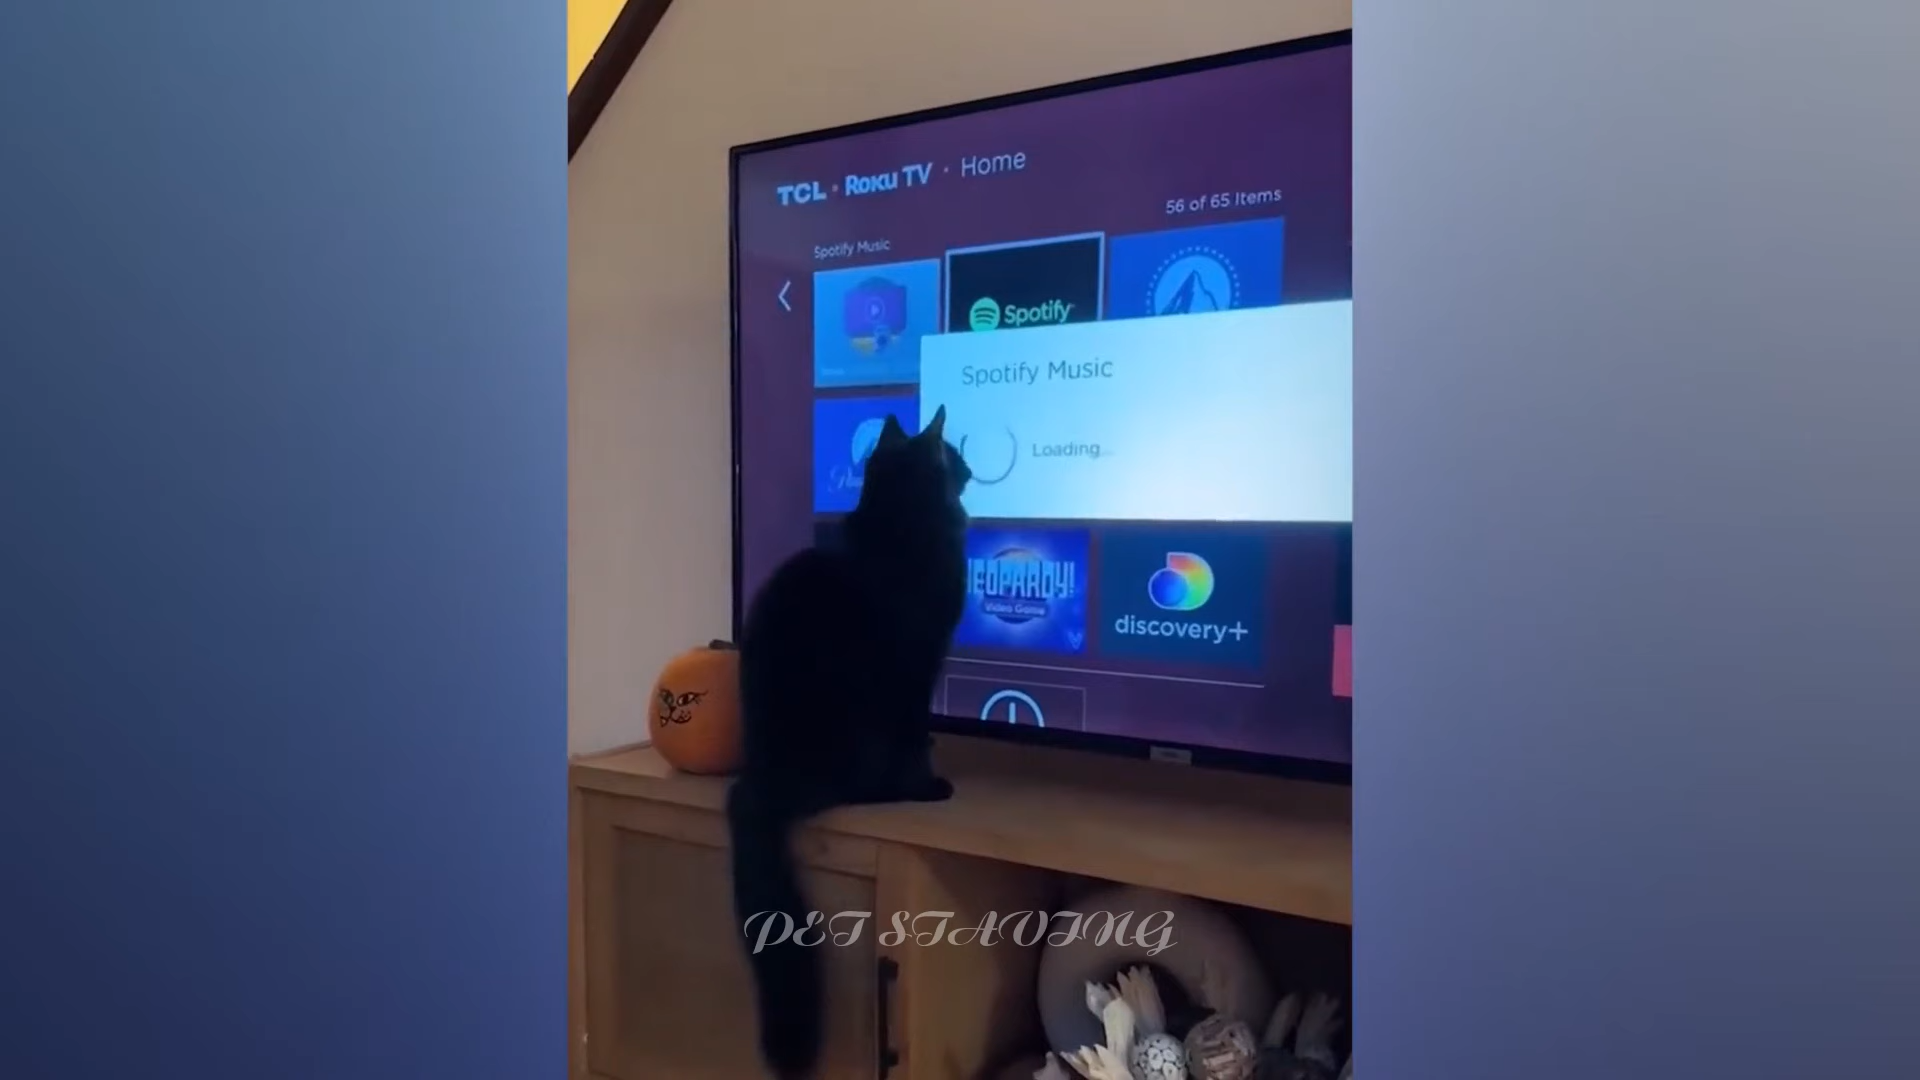 TCL • Roku TV • Home
56 of 65 Items
Spotify Music
Spotify
Spotify Music
Loading...
JEOPARDY!
Video Game
discovery+
PET STAVING